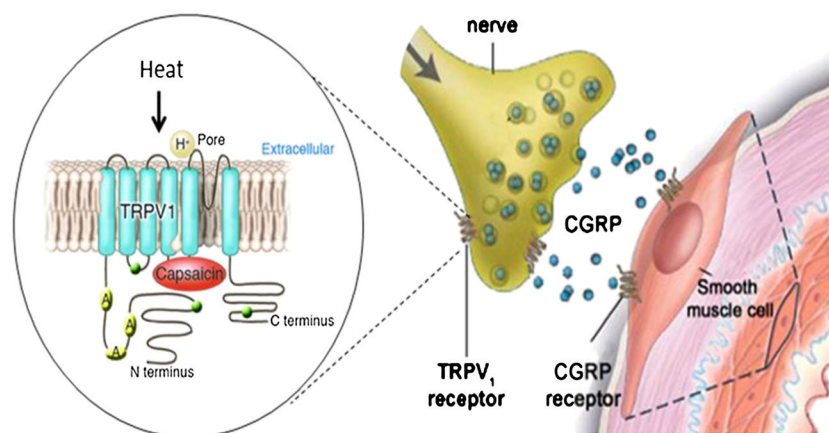 Heat
H+
Pore
Extracellular
TRPV1
Capsaicin
A
A
A
C terminus
N terminus
nerve
CGRP
Smooth
muscle cell
TRPV1
receptor
CGRP
receptor